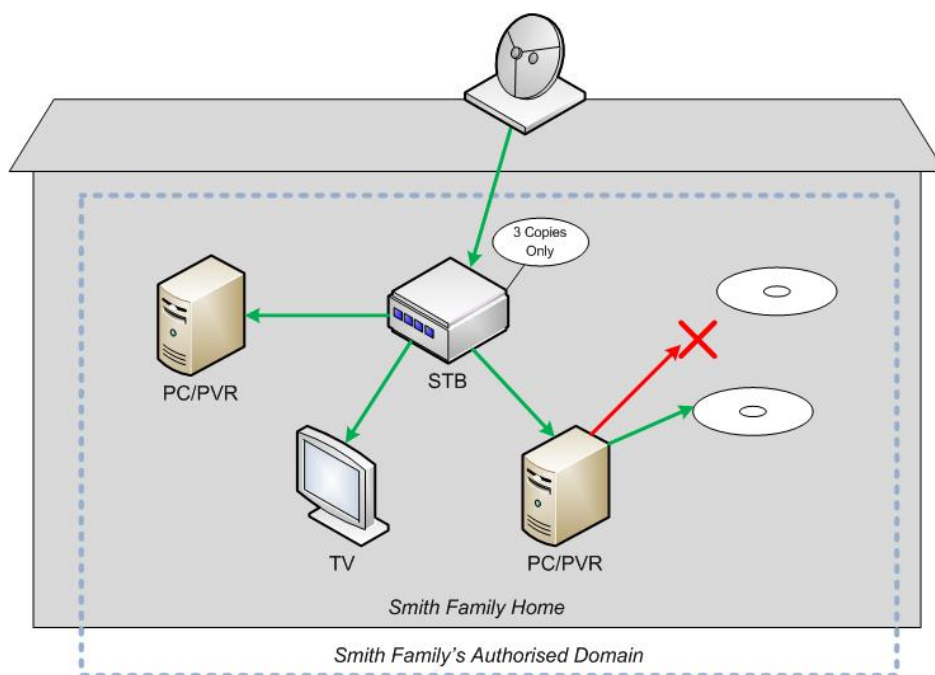 3 Copies
Only
PC/PVR
STB
TV
PC/PVR
Smith Family Home
Smith Family's Authorised Domain